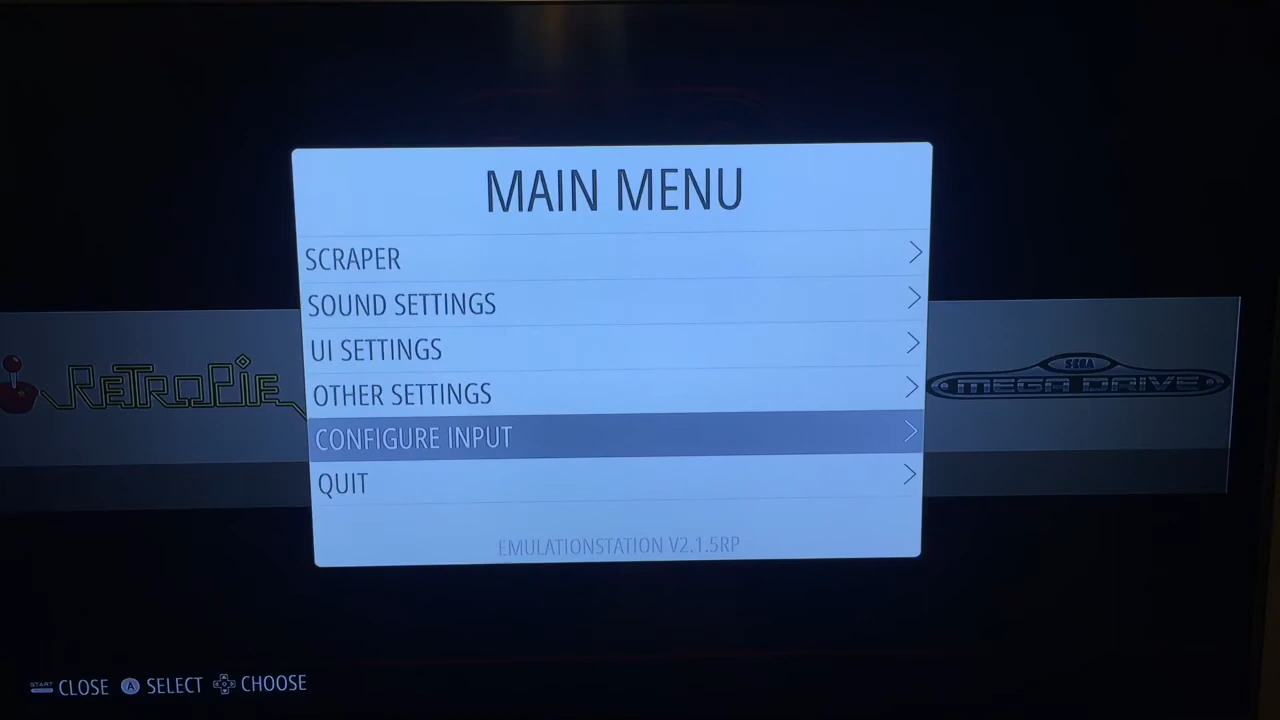 MAIN MENU
SCRAPER
SOUND SETTINGS
UI SETTINGS
OTHER SETTINGS
CONFIGURE INPUT
QUIT
EMULATIONSTATION V2.1.5RP
RETROPIE
SEGA
MEGA DRIVE
START CLOSE A SELECT CHOOSE